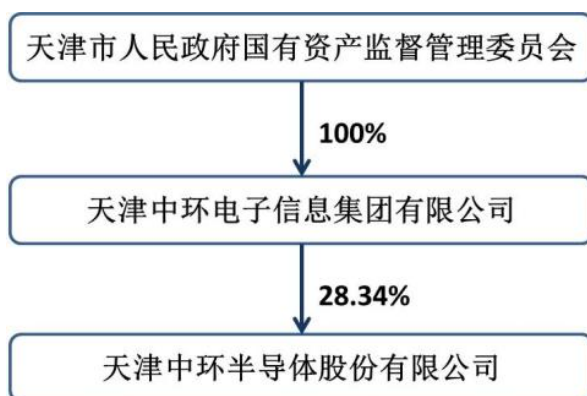 天津市人民政府国有资产监督管理委员会
100%
天津中环电子信息集团有限公司
28.34%
天津中环半导体股份有限公司